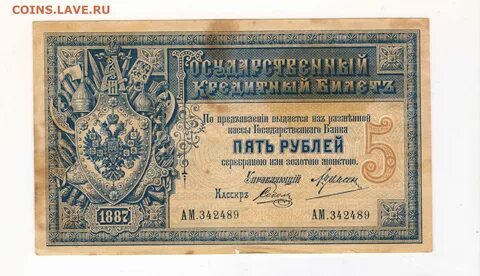 COINS.LAVE.RU
Государственный
Кредитный Билетъ
По предъявленіи выдается изъ размѣнной
кассы Государственнаго Банка
ПЯТЬ РУБЛЕЙ
серебряною или золотою монетою.
5
Управляющій
Кассиръ
1887
АМ.342489
АМ.342489